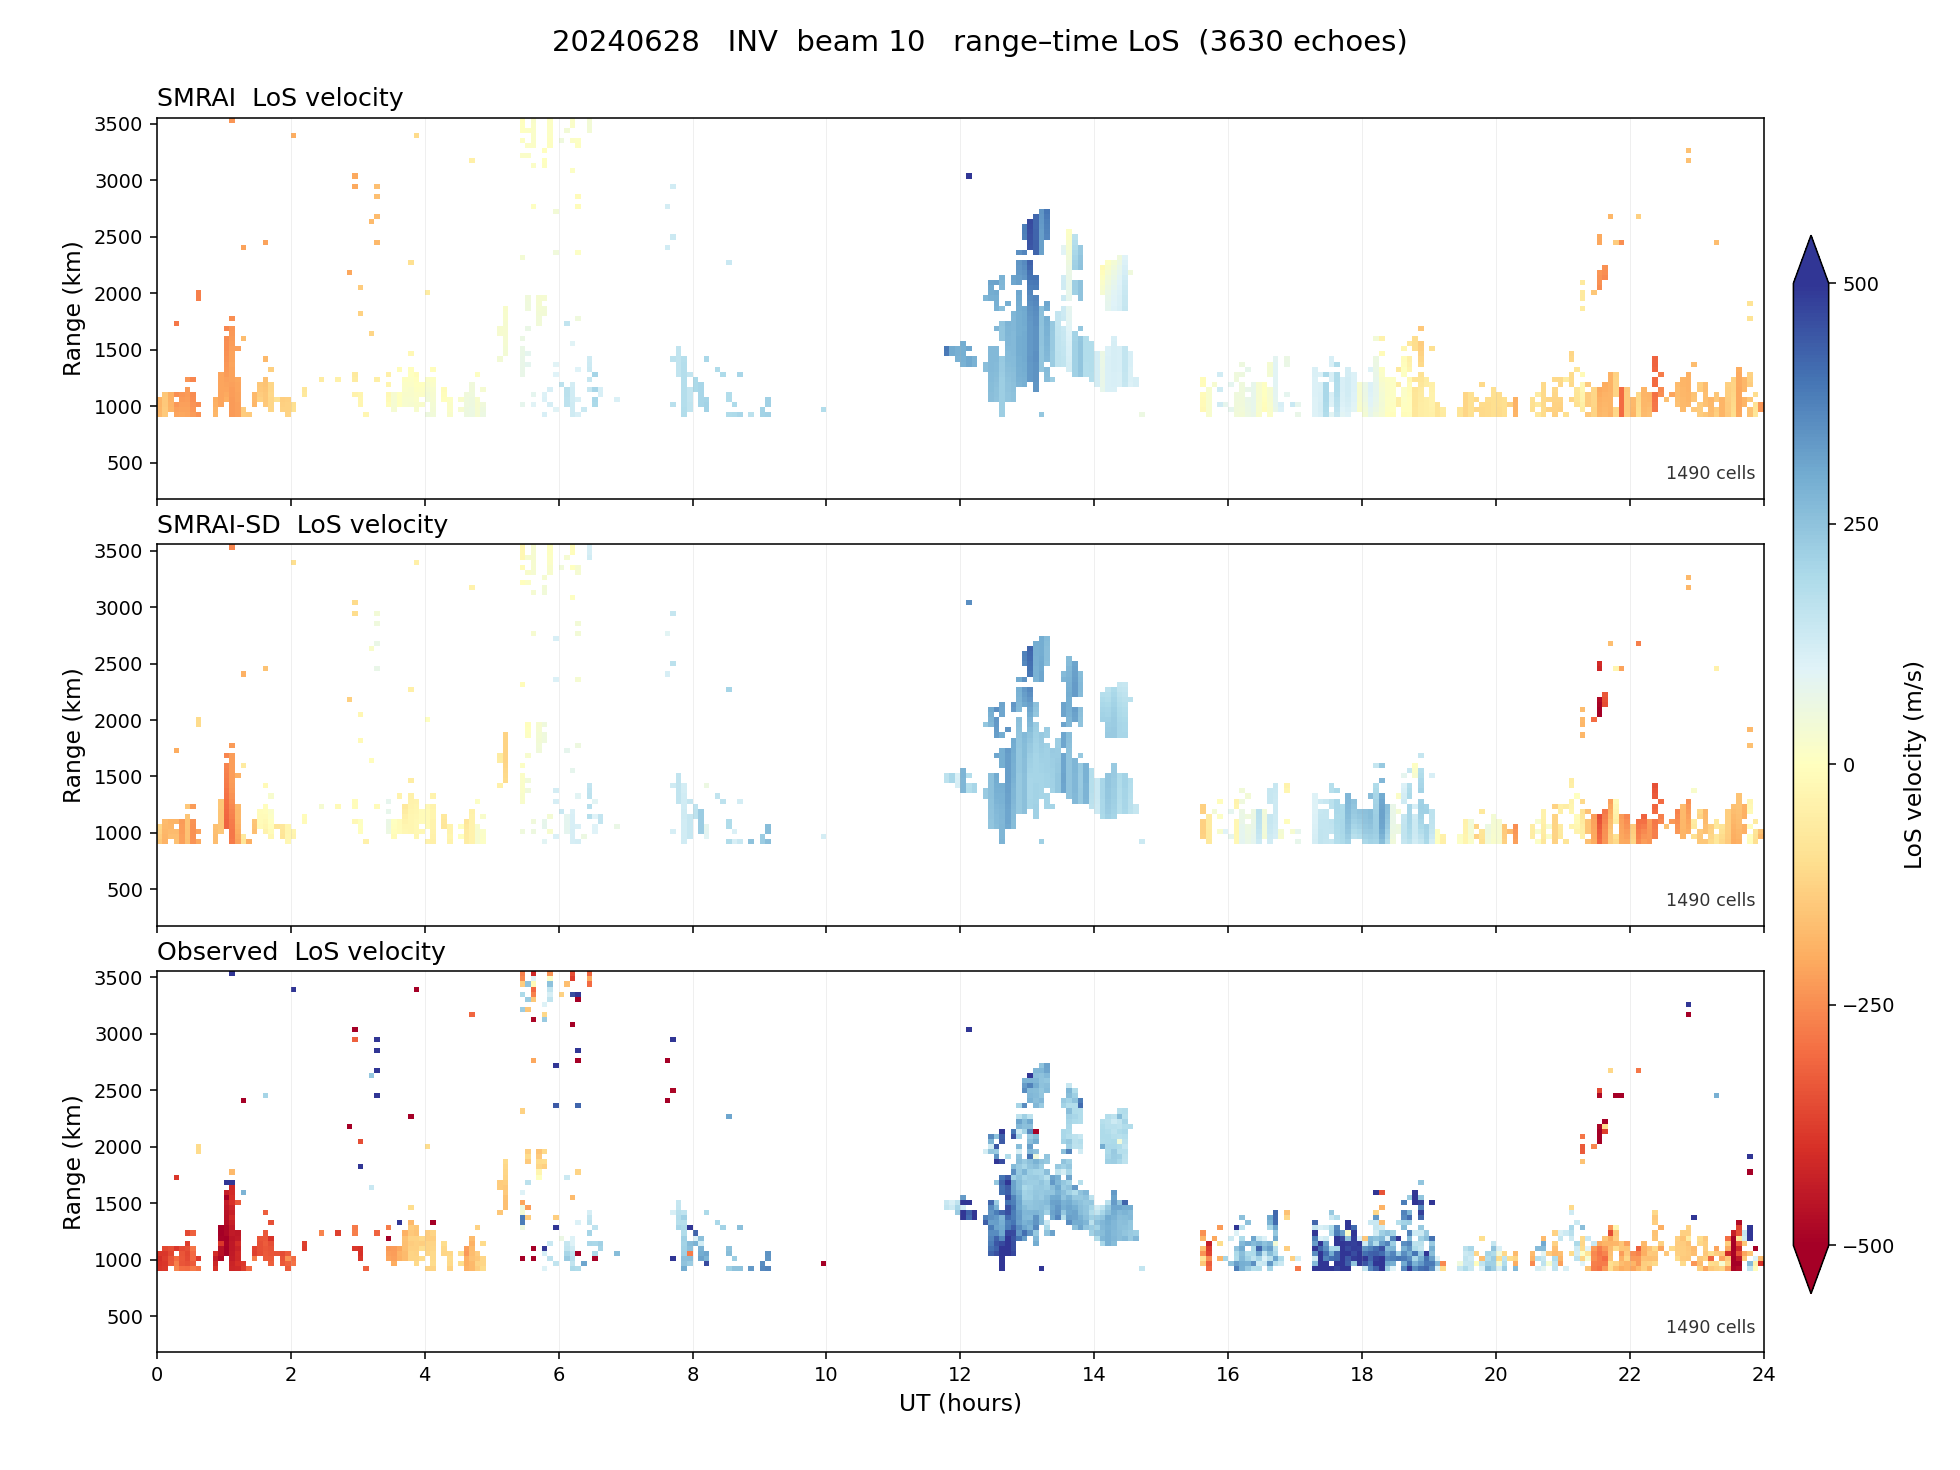 20240628   INV  beam 10   range–time LoS  (3630 echoes)
SMRAI  LoS velocity
3500
3000
2500
2000
1500
1000
500
Range (km)
1490 cells
SMRAI-SD  LoS velocity
3500
3000
2500
2000
1500
1000
500
Range (km)
1490 cells
Observed  LoS velocity
3500
3000
2500
2000
1500
1000
500
Range (km)
1490 cells
0 2 4 6 8 10 12 14 16 18 20 22 24
UT (hours)
500
250
0
−250
−500
LoS velocity (m/s)